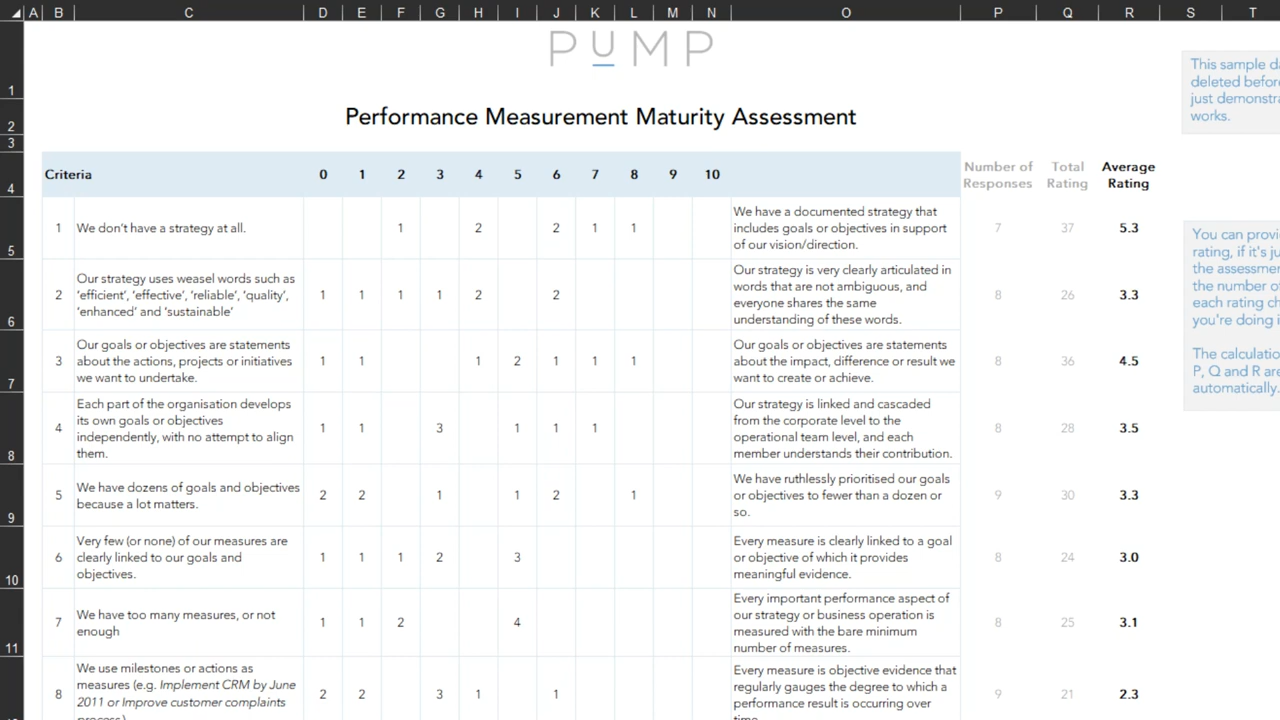 A B C D E F G H I J K L M N O P Q R S T
PUMP
1
This sample
deleted
just
works.
2 Performance Measurement Maturity Assessment
3
4 Criteria 0 1 2 3 4 5 6 7 8 9 10 Number of Responses Total Rating Average Rating
5 1 We don't have a strategy at all. 1 2 2 1 1 7 37 5.3
We have a documented strategy that
includes goals or objectives in support
of our vision/direction.
You can
rating, if it's
the
the number of
each rating
you're doing
The
P, Q and R are
automatically.
6 2
Our strategy uses weasel words such as
'efficient', 'effective', 'reliable', 'quality',
'enhanced' and 'sustainable'
1 1 1 1 2 2
Our strategy is very clearly articulated in
words that are not ambiguous, and
everyone shares the same
understanding of these words.
8 26 3.3
7 3
Our goals or objectives are statements
about the actions, projects or initiatives
we want to undertake.
1 1 1 2 1 1 1
Our goals or objectives are statements
about the impact, difference or result we
want to create or achieve.
8 36 4.5
8 4
Each part of the organisation develops
its own goals or objectives
independently, with no attempt to align
them.
1 1 3 1 1 1
Our strategy is linked and cascaded
from the corporate level to the
operational team level, and each
member understands their contribution.
8 28 3.5
9 5
We have dozens of goals and objectives
because a lot matters.
2 2 1 1 2 1
We have ruthlessly prioritised our goals
or objectives to fewer than a dozen or
so.
9 30 3.3
10 6
Very few (or none) of our measures are
clearly linked to our goals and
objectives.
1 1 1 2 3
Every measure is clearly linked to a goal
or objective of which it provides
meaningful evidence.
8 24 3.0
11 7
We have too many measures, or not
enough
1 1 2 4
Every important performance aspect of
our strategy or business operation is
measured with the bare minimum
number of measures.
8 25 3.1
8
We use milestones or actions as
measures (e.g. Implement CRM by June
2011 or Improve customer complaints
process)
2 2 3 1 1
Every measure is objective evidence that
regularly gauges the degree to which a
performance result is occurring over
time.
9 21 2.3